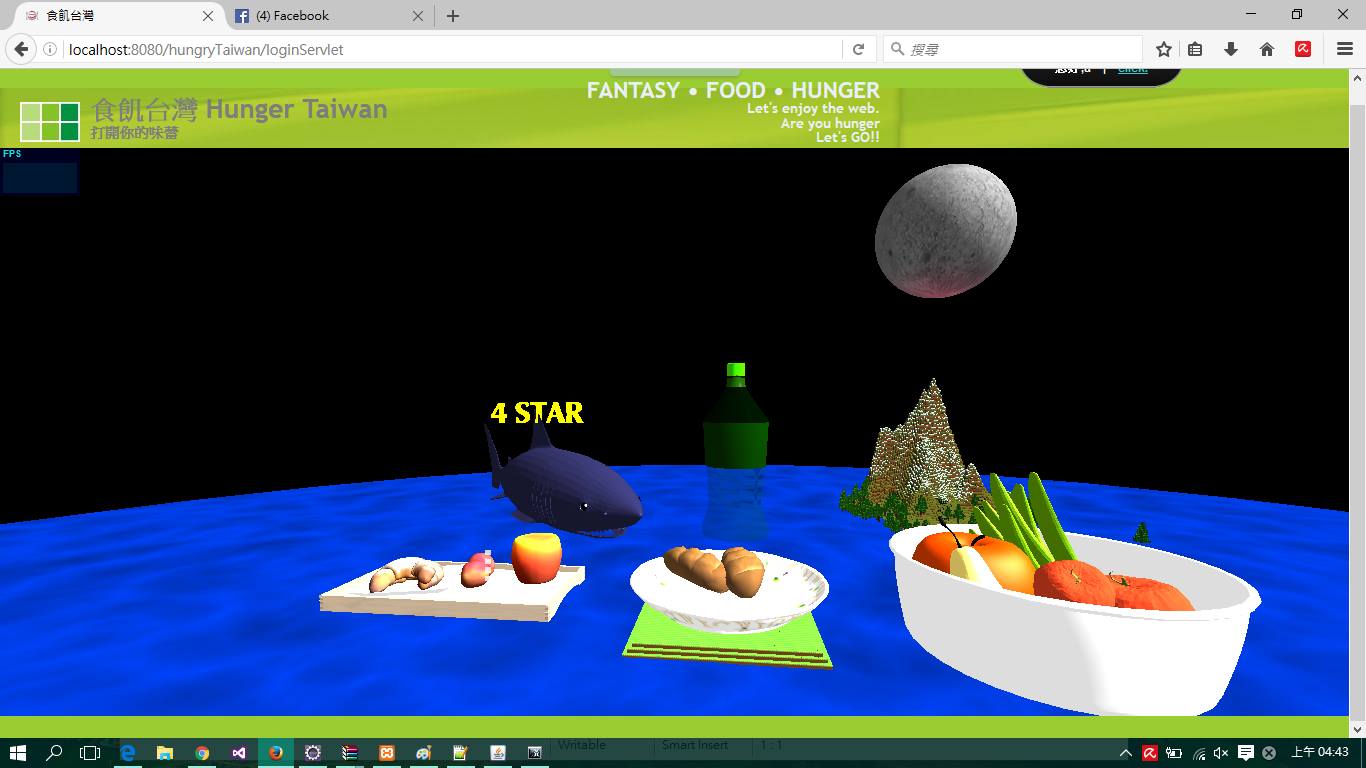 食飢台灣
(4) Facebook
localhost:8080/hungryTaiwan/loginServlet
搜尋
Click!
食飢台灣 Hunger Taiwan
打開你的味蕾
FANTASY • FOOD • HUNGER
Let's enjoy the web.
Are you hunger
Let's GO!!
FPS
4 STAR
Writable
Smart Insert
1 : 1
上午 04:43